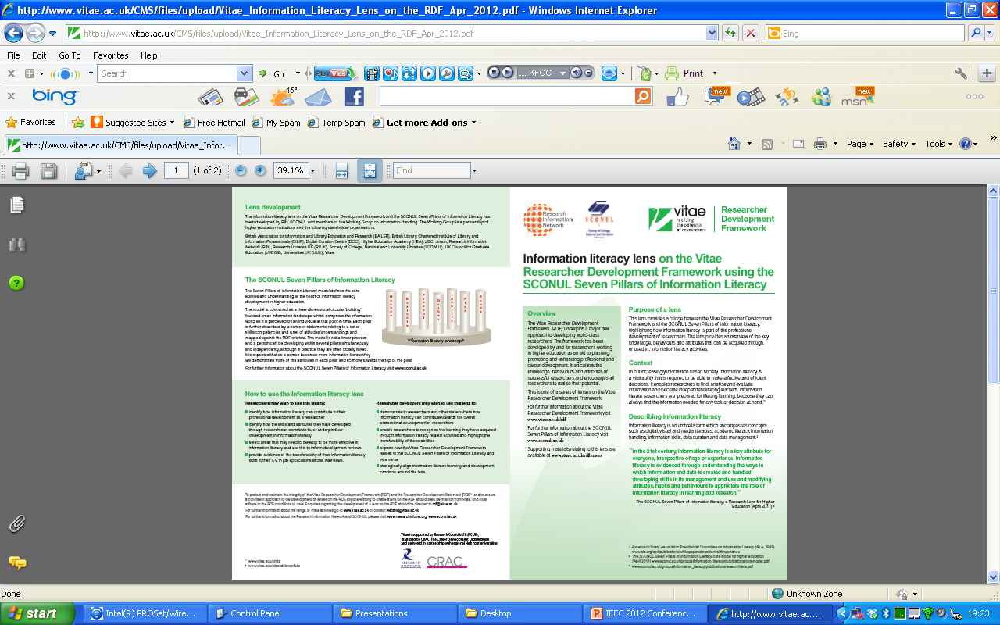 http://www.vitae.ac.uk/CMS/files/upload/Vitae_Information_Literacy_Lens_on_the_RDF_Apr_2012.pdf - Windows Internet Explorer
http://www.vitae.ac.uk/CMS/files/upload/Vitae_Information_Literacy_Lens_on_the_RDF_Apr_2012.pdf
Bing
File Edit Go To Favorites Help
Search Go PlayVids ...... KFOG Print
bing 15° new new msn
Favorites Suggested Sites Free Hotmail My Spam Temp Spam Get more Add-ons
http://www.vitae.ac.uk/CMS/files/upload/Vitae_Infor...
Page Safety Tools
1 (1 of 2) 39.1% Find
Lens development
The information literacy lens on the Vitae Researcher Development Framework and the SCONUL Seven Pillars of Information Literacy has
been developed by RIN, SCONUL and members of the Working Group on Information-Handling. The Working Group is a partnership of
higher education institutions and the following stakeholder organisations:
British Association for Information and Library Education and Research (BAILER), British Library, Chartered Institute of Library and
Information Professionals (CILIP), Digital Curation Centre (DCC), Higher Education Academy (HEA), JISC, Jorum, Research Information
Network (RIN), Research Libraries UK (RLUK), Society of College, National and University Libraries (SCONUL), UK Council for Graduate
Education (UKCGE), Universities UK (UUK), Vitae.
The SCONUL Seven Pillars of Information Literacy
The Seven Pillars of Information Literacy model defines the core
abilities and understanding at the heart of information literacy
development in higher education.
The model is conceived as a three dimensional circular 'building',
founded on an information landscape which comprises the information
world as it is perceived by an individual at that point in time. Each pillar
is further described by a series of statements relating to a set of
skills/competencies and a set of attitudes/understandings and
mapped against the RDF overleaf. The model is not a linear process
and a person can be developing within several pillars simultaneously
and independently, although in practice they are often closely linked.
It is expected that as a person becomes more information literate they
will demonstrate more of the attributes in each pillar and so move towards the top of the pillar.
For further information about the SCONUL Seven Pillars of Information Literacy visit www.sconul.ac.uk
Information literacy landscape
How to use the information literacy lens
Researchers may wish to use this lens to:
identify how information literacy can contribute to their
professional development as a researcher
identify how the skills and attributes they have developed
through research contribute to, or underpin their
development in information literacy
select areas that they need to develop to be more effective in
information literacy and use this to inform development reviews
provide evidence of the transferability of their information literacy
skills in their CV, in job applications and at interviews.
Researcher developers may wish to use this lens to:
demonstrate to researchers and other stakeholders how
information literacy can contribute towards the overall
professional development of researchers
enable researchers to recognise the learning they have acquired
through information literacy related activities and highlight the
transferability of these abilities
explore how the Vitae Researcher Development Framework
relates to the SCONUL Seven Pillars of Information Literacy and
vice versa
strategically align information literacy learning and development
provision around the lens.
To protect and maintain the integrity of the Vitae Researcher Development Framework (RDF) and the Researcher Development Statement (RDS) and to ensure
a consistent approach to the development of lenses on the RDF, anyone wishing to create a lens on the RDF should seek permission from Vitae, and must
adhere to the RDF conditions of use. Enquiries regarding the development of a lens on the RDF should be directed to rdf@vitae.ac.uk
For further information about the range of Vitae activities go to www.vitae.ac.uk or contact website@vitae.ac.uk
For further information about the Research Information Network and SCONUL please visit: www.researchinfonet.org www.sconul.ac.uk
Vitae is supported by Research Councils UK (RCUK),
managed by CRAC: The Career Development Organisation
and delivered in partnership with regional Hub host universities
RESEARCH
COUNCILS UK
CRAC
www.vitae.ac.uk/rds
www.vitae.ac.uk/rdfconditionsofuse
Research
Information
Network
SCONUL
vitae
realising
the potential
of researchers
Researcher
Development
Framework
Information literacy lens on the Vitae
Researcher Development Framework using the
SCONUL Seven Pillars of Information Literacy
Overview
The Vitae Researcher Development
Framework (RDF) underpins a major new
approach to developing world-class
researchers. The framework has been
developed by and for researchers working
in higher education as an aid to planning,
promoting and enhancing professional and
career development. It articulates the
knowledge, behaviours and attributes of
successful researchers and encourages all
researchers to realise their potential.
This is one of a series of lenses on the Vitae
Researcher Development Framework.
For further information about the Vitae
Researcher Development Framework visit
www.vitae.ac.uk/rdf
For further information about the SCONUL
Seven Pillars of Information Literacy visit
www.sconul.ac.uk
Supporting materials relating to this lens are
available at www.vitae.ac.uk/rdflenses
Purpose of a lens
This lens provides a bridge between the Vitae Researcher Development
Framework and the SCONUL Seven Pillars of Information Literacy,
highlighting how information literacy is part of the professional
development of researchers. The lens provides an overview of the key
knowledge, behaviours and attributes that can be acquired through,
or used in, information literacy activities.
Context
In our increasingly information based society, information literacy is
a vital ability that is required to be able to make effective and efficient
decisions. It enables researchers to find, analyse and evaluate
information and become independent lifelong learners. Information
literate researchers are 'prepared for lifelong learning, because they can
always find the information needed for any task or decision at hand.'¹
Describing information literacy
Information literacy is an umbrella term which encompasses concepts
such as digital, visual and media literacies, academic literacy, information
handling, information skills, data curation and data management.²
"In the 21st century, information literacy is a key attribute for
everyone, irrespective of age or experience. Information
literacy is evidenced through understanding the ways in
which information and data is created and handled,
developing skills in its management and use and modifying
attitudes, habits and behaviours to appreciate the role of
information literacy in learning and research."
The SCONUL Seven Pillars of Information literacy; a Research Lens for Higher
Education (April 2011) ³
American Library Association Presidential Committee on Information Literacy (ALA, 1989)
The SCONUL Seven Pillars of Information Literacy core model for higher education
Done Unknown Zone
start Intel(R) PROSet/Wire... Control Panel Presentations Desktop IEEC 2012 Conferenc... http://www.vitae.ac.... 19:23